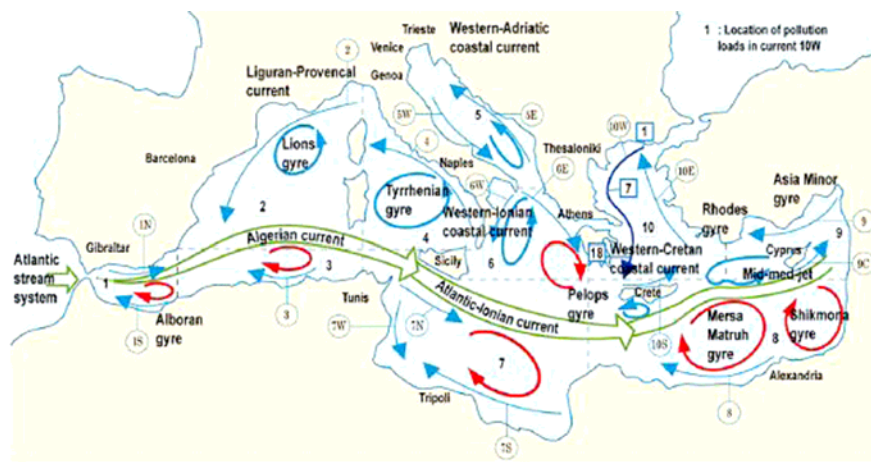 Trieste
Western-Adriatic
coastal current
1 : Location of pollution
loads in current 10W
Venice
2
Genoa
Liguran-Provencal
current
5
5W
5E
10W
1
Thessaloniki
4
6E
Barcelona
Lions
gyre
Naples
10E
Asia Minor
gyre
7
6W
Tyrrhenian
gyre
Western-Ionian
coastal current
Athens
Rhodes
gyre
1N
2
10
9
Gibraltar
Algerian current
4
6
18
Western-Cretan
coastal current
Cyprus
9
Atlantic
stream
system
Sicily
9C
Mid-med-jet
1
3
Tunis
Atlantic-Ionian current
Pelops
gyre
Crete
Alboran
gyre
3
7W
7N
Mersa
Matruh
gyre
Shikmona
gyre
1S
10S
8
7
Alexandria
Tripoli
8
7S